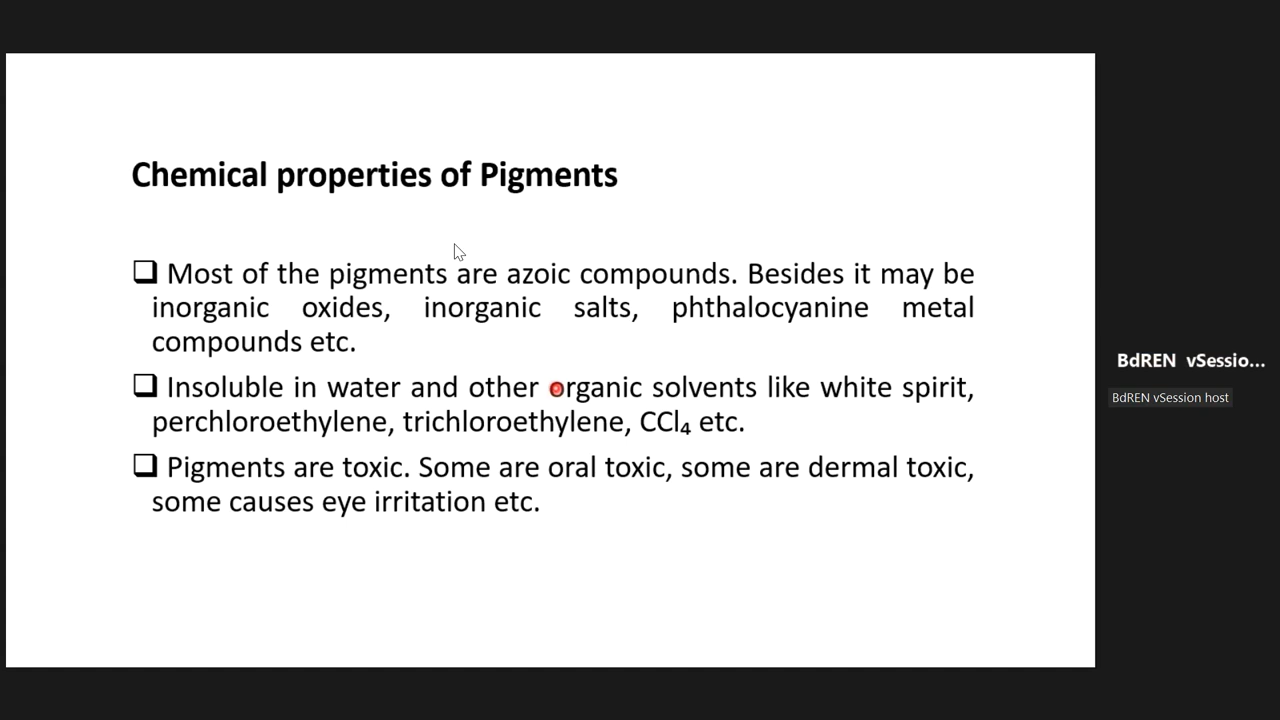 Chemical properties of Pigments
❑ Most of the pigments are azoic compounds. Besides it may be
inorganic oxides, inorganic salts, phthalocyanine metal
compounds etc.
❑ Insoluble in water and other organic solvents like white spirit,
perchloroethylene, trichloroethylene, CCl₄ etc.
❑ Pigments are toxic. Some are oral toxic, some are dermal toxic,
some causes eye irritation etc.
BdREN vSessio...
BdREN vSession host